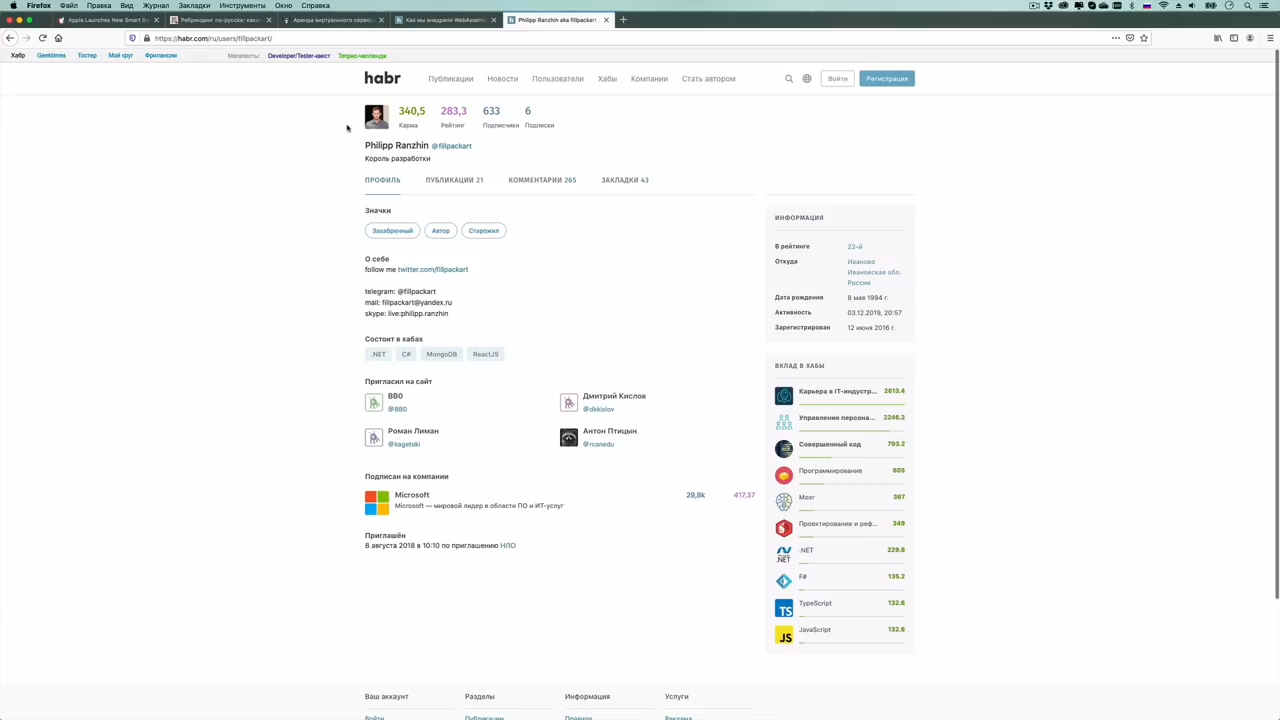 Firefox Файл Правка Вид Журнал Закладки Инструменты Окно Справка
Apple Launches New Smart Ba
Ребрендинг по-русски: каки
Аренда виртуального сервер
Как мы внедряли WebAssemb
Philipp Ranzhin aka fillpackart
https://habr.com/ru/users/fillpackart/
Хабр Geektimes Тостер Мой круг Фрилансим Мегапосты: Developer/Tester-квест Тетрис-челлендж
habr Публикации Новости Пользователи Хабы Компании Стать автором Войти Регистрация
340,5 283,3 633 6
Карма Рейтинг Подписчики Подписки
Philipp Ranzhin @fillpackart
Король разработки
ПРОФИЛЬ ПУБЛИКАЦИИ 21 КОММЕНТАРИИ 265 ЗАКЛАДКИ 43
Значки
Захабренный Автор Старожил
О себе
follow me twitter.com/fillpackart
telegram: @fillpackart
mail: fillpackart@yandex.ru
skype: live:philipp.ranzhin
Состоит в хабах
.NET C# MongoDB ReactJS
Пригласил на сайт
BB0
@BB0
Дмитрий Кислов
@dkkislov
Роман Лиман
@kagetoki
Антон Птицын
@rcanedu
Подписан на компании
Microsoft 29,8k 417,37
Microsoft — мировой лидер в области ПО и ИТ-услуг
Приглашён
8 августа 2018 в 10:10 по приглашению НЛО
ИНФОРМАЦИЯ
В рейтинге 22-й
Откуда Иваново
Ивановская обл.
Россия
Дата рождения 8 мая 1994 г.
Активность 03.12.2019, 20:57
Зарегистрирован 12 июня 2016 г.
ВКЛАД В ХАБЫ
Карьера в IT-индустр... 2613.4
Управление персона... 2246.2
Совершенный код 793.2
Программирование 605
Мозг 367
Проектирование и реф... 349
.NET 229.8
F# 135.2
TypeScript 132.6
JavaScript 132.6
Ваш аккаунт Разделы Информация Услуги
Войти Публикации Правила Реклама